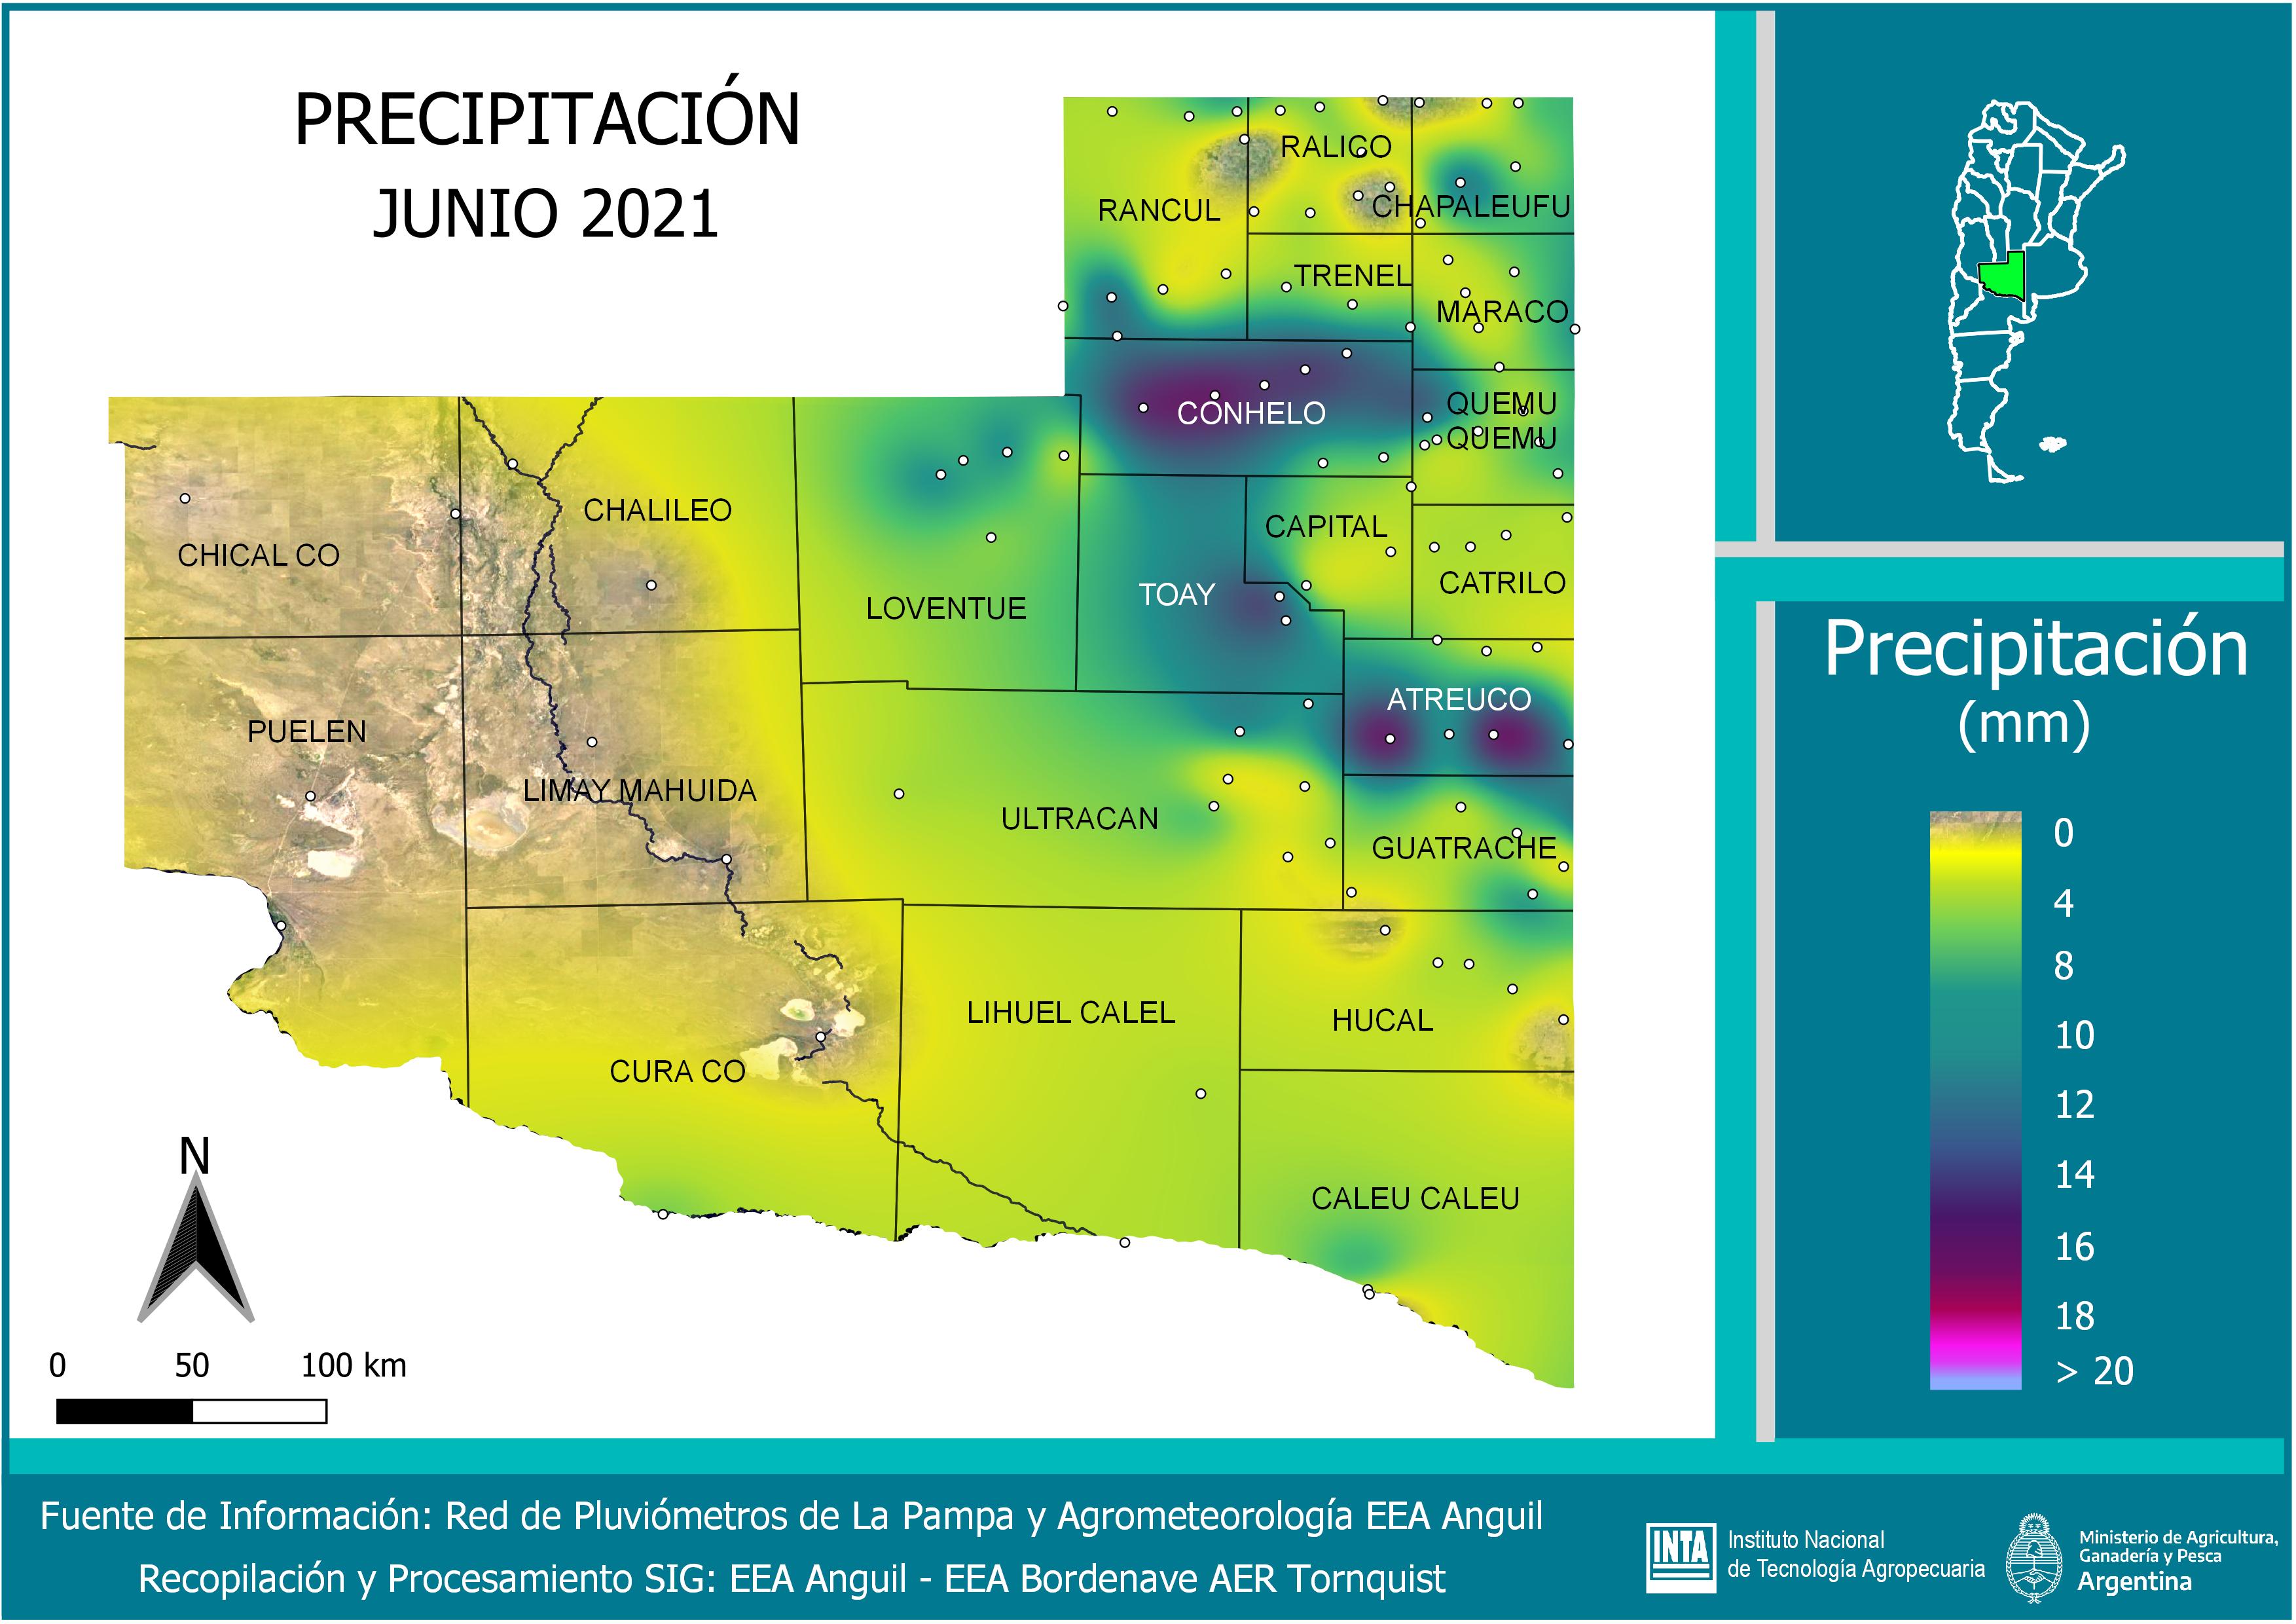 PRECIPITACIÓN
JUNIO 2021
RALICO
RANCUL
CHAPALEUFU
TRENEL
MARACO
CONHELO
QUEMU
QUEMU
CHALILEO
CAPITAL
CHICAL CO
CATRILO
TOAY
LOVENTUE
ATREUCO
PUELEN
LIMAY MAHUIDA
ULTRACAN
GUATRACHE
LIHUEL CALEL
HUCAL
CURA CO
CALEU CALEU
N
0 50 100 km
Precipitación
(mm)
0
4
8
10
12
14
16
18
> 20
Fuente de Información: Red de Pluviómetros de La Pampa y Agrometeorología EEA Anguil
Recopilación y Procesamiento SIG: EEA Anguil - EEA Bordenave AER Tornquist
INTA
Instituto Nacional
de Tecnología Agropecuaria
Ministerio de Agricultura,
Ganadería y Pesca
Argentina